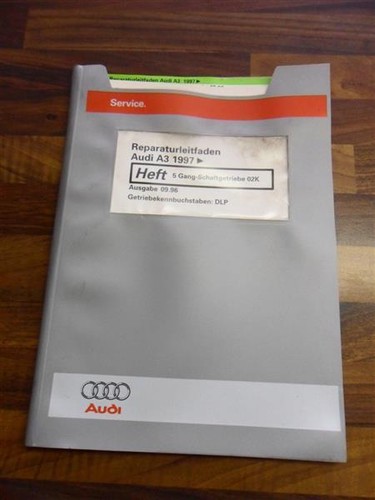 Reparaturleitfaden Audi A3 1997 ►
Service.
Reparaturleitfaden
Audi A3 1997 ►
Heft 5 Gang-Schaltgetriebe 02K
Ausgabe 09.96
Getriebekennbuchstaben: DLP
Audi